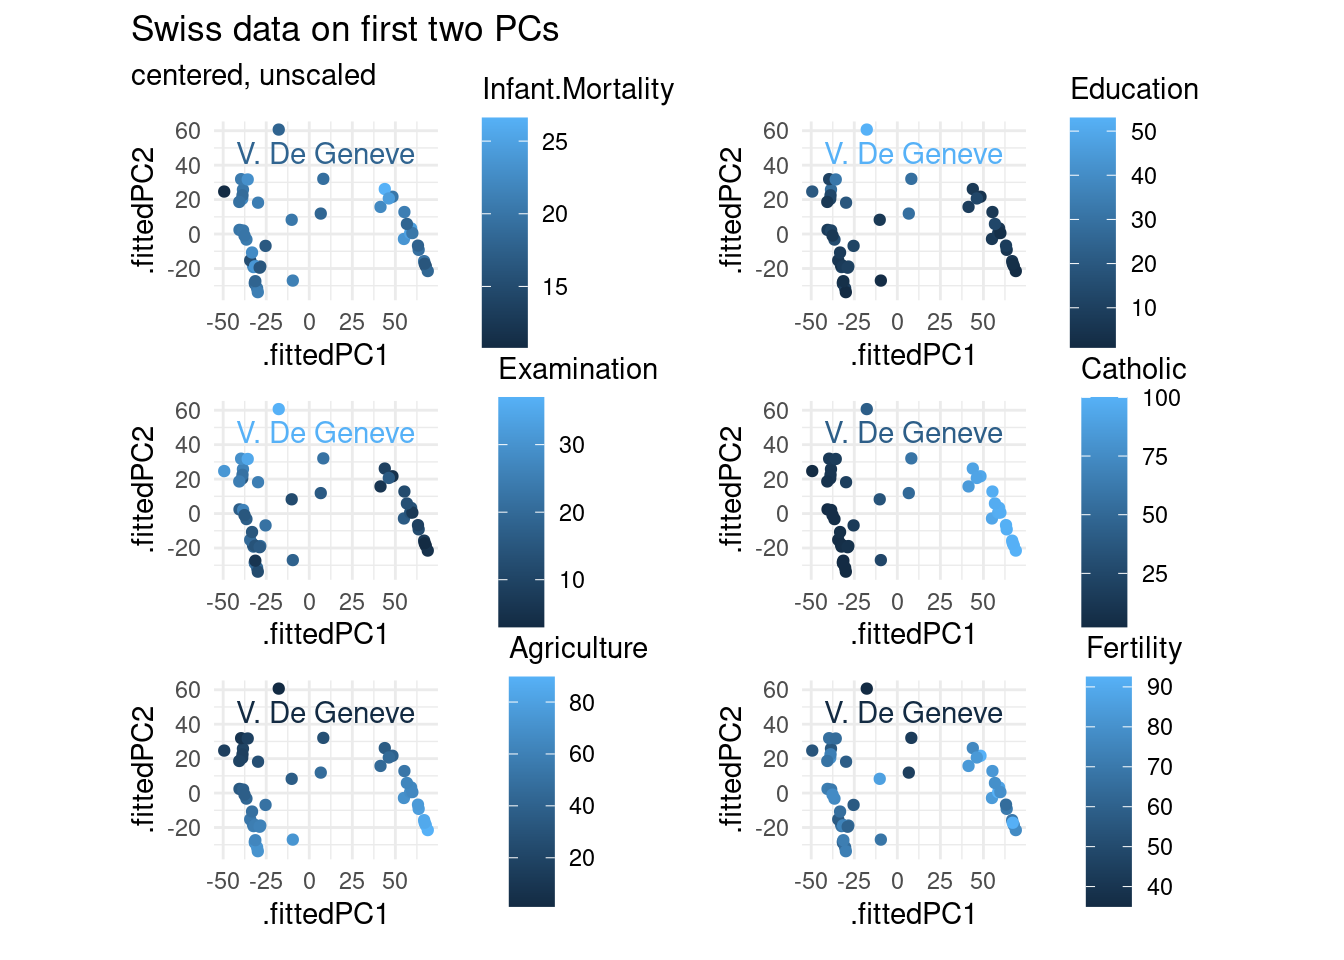 Swiss data on first two PCs
centered, unscaled
Infant.Mortality
.fittedPC2
60
40
20
0
-20
V. De Geneve
-50 -25 0 25 50
.fittedPC1
25
20
15
Education
.fittedPC2
60
40
20
0
-20
V. De Geneve
-50 -25 0 25 50
.fittedPC1
50
40
30
20
10
Examination
.fittedPC2
60
40
20
0
-20
V. De Geneve
-50 -25 0 25 50
.fittedPC1
30
20
10
Catholic
.fittedPC2
60
40
20
0
-20
V. De Geneve
-50 -25 0 25 50
.fittedPC1
100
75
50
25
Agriculture
.fittedPC2
60
40
20
0
-20
V. De Geneve
-50 -25 0 25 50
.fittedPC1
80
60
40
20
Fertility
.fittedPC2
60
40
20
0
-20
V. De Geneve
-50 -25 0 25 50
.fittedPC1
90
80
70
60
50
40